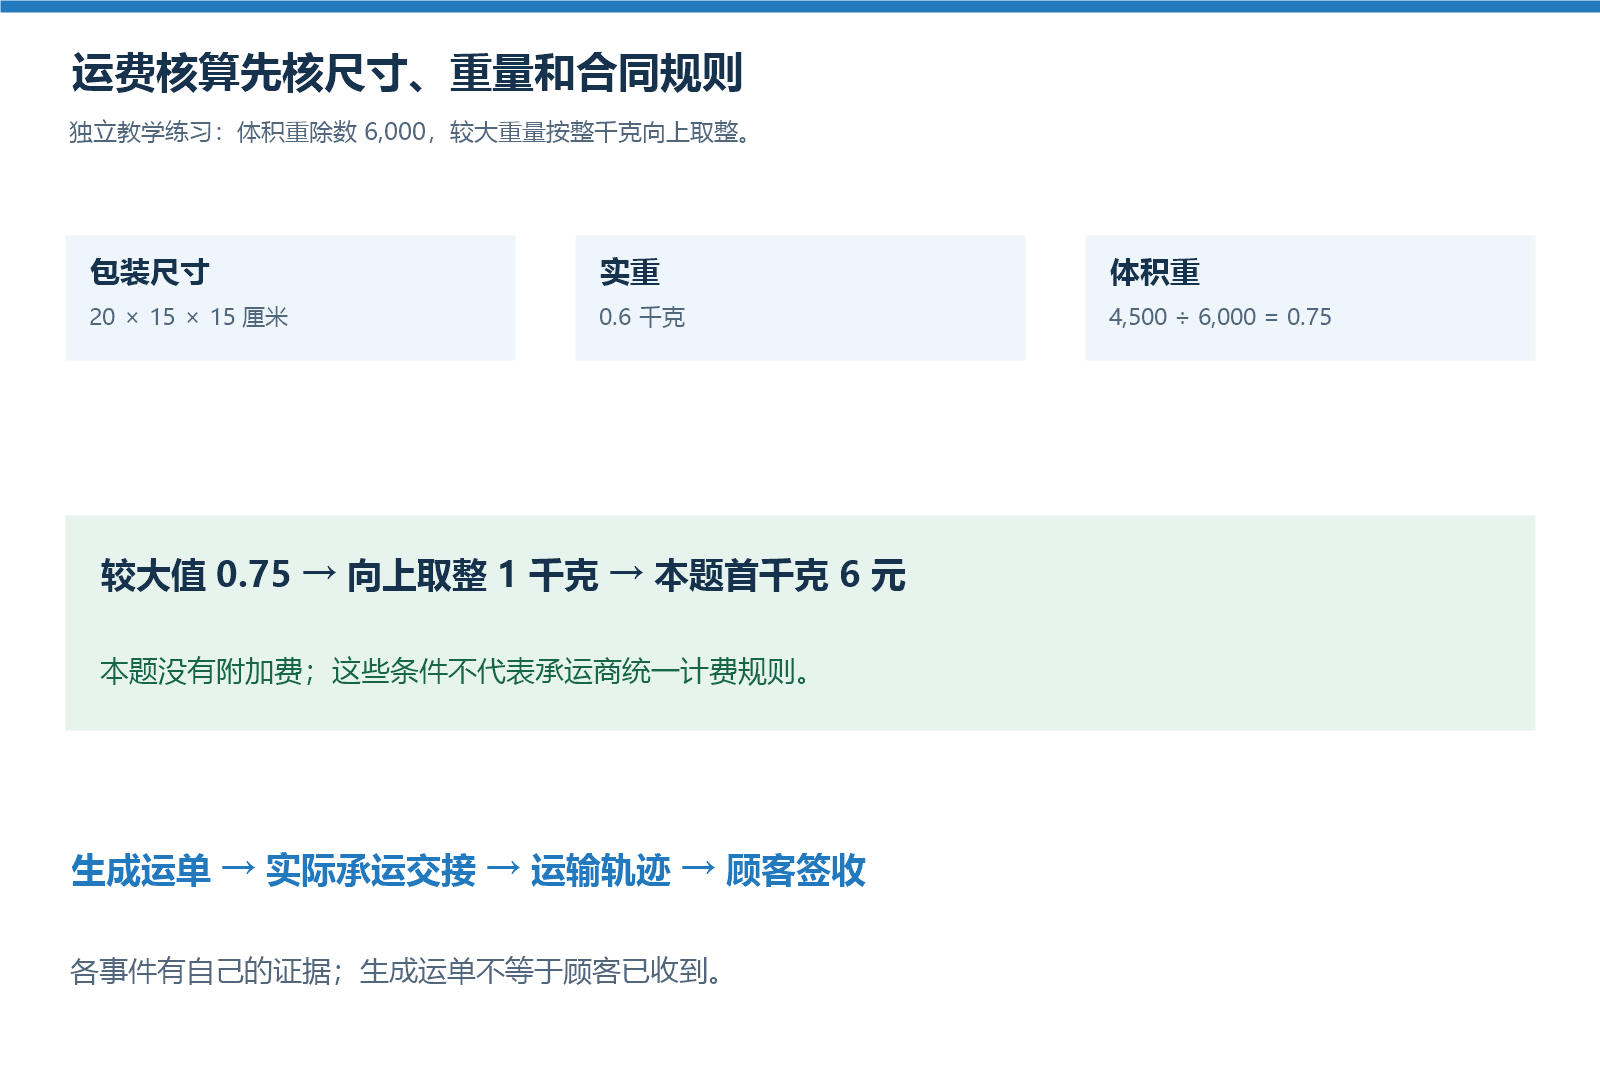 运费核算先核尺寸、重量和合同规则
独立教学练习：体积重除数 6,000，较大重量按整千克向上取整。
包装尺寸
20 × 15 × 15 厘米
实重
0.6 千克
体积重
4,500 ÷ 6,000 = 0.75
较大值 0.75 → 向上取整 1 千克 → 本题首千克 6 元
本题没有附加费；这些条件不代表承运商统一计费规则。
生成运单 → 实际承运交接 → 运输轨迹 → 顾客签收
各事件有自己的证据；生成运单不等于顾客已收到。